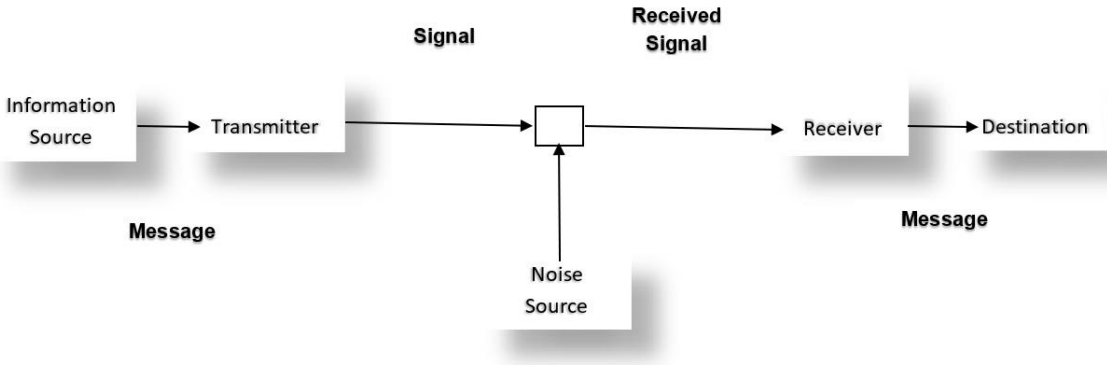 Signal
Received
Signal
Information
Source
Transmitter
Receiver
Destination
Message
Message
Noise
Source